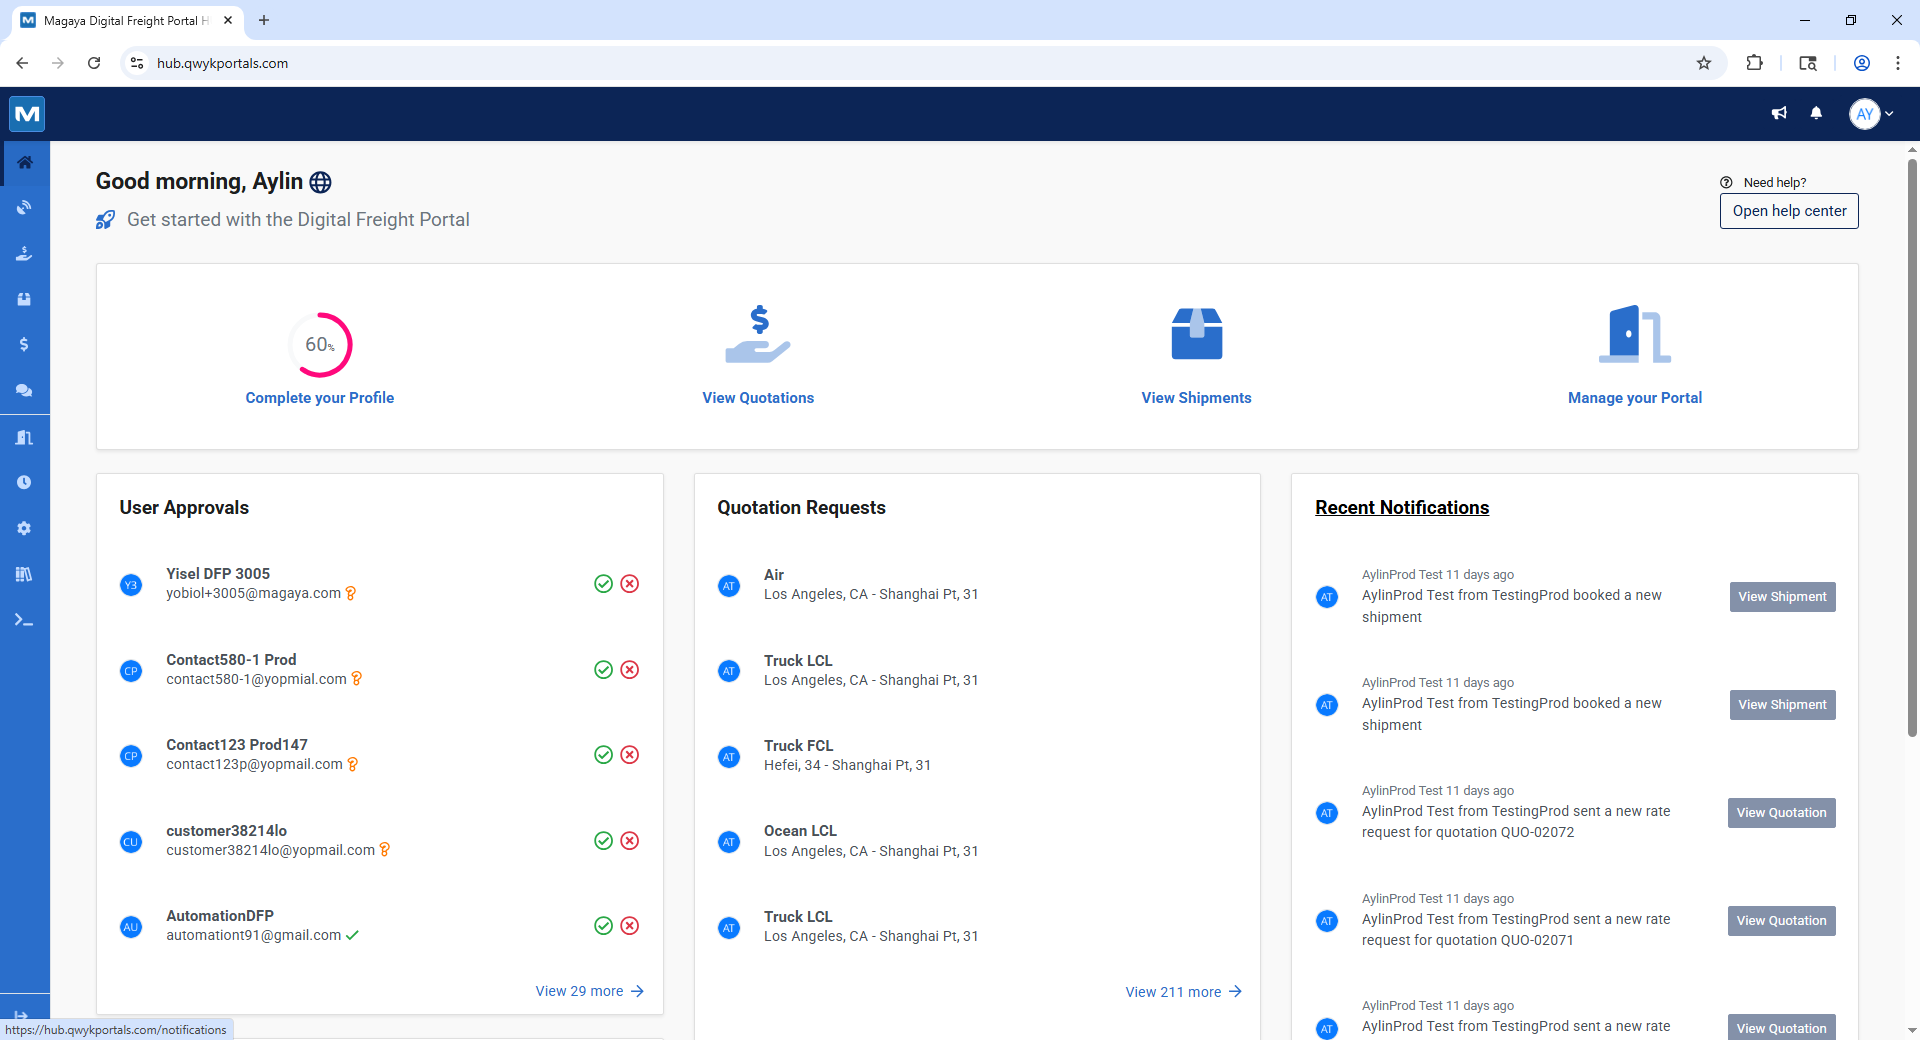 Magaya Digital Freight Portal H
hub.qwykportals.com
AY
Good morning, Aylin
Get started with the Digital Freight Portal
Need help?
Open help center
60%
Complete your Profile
View Quotations
View Shipments
Manage your Portal
User Approvals
Y3
Yisel DFP 3005
yobiol+3005@magaya.com
CP
Contact580-1 Prod
contact580-1@yopmial.com
CP
Contact123 Prod147
contact123p@yopmail.com
CU
customer38214lo
customer38214lo@yopmail.com
AU
AutomationDFP
automationt91@gmail.com
View 29 more
Quotation Requests
AT
Air
Los Angeles, CA - Shanghai Pt, 31
AT
Truck LCL
Los Angeles, CA - Shanghai Pt, 31
AT
Truck FCL
Hefei, 34 - Shanghai Pt, 31
AT
Ocean LCL
Los Angeles, CA - Shanghai Pt, 31
AT
Truck LCL
Los Angeles, CA - Shanghai Pt, 31
View 211 more
Recent Notifications
AT
AylinProd Test 11 days ago
AylinProd Test from TestingProd booked a new
shipment
View Shipment
AT
AylinProd Test 11 days ago
AylinProd Test from TestingProd booked a new
shipment
View Shipment
AT
AylinProd Test 11 days ago
AylinProd Test from TestingProd sent a new rate
request for quotation QUO-02072
View Quotation
AT
AylinProd Test 11 days ago
AylinProd Test from TestingProd sent a new rate
request for quotation QUO-02071
View Quotation
AT
AylinProd Test 11 days ago
AylinProd Test from TestingProd sent a new rate
View Quotation
https://hub.qwykportals.com/notifications